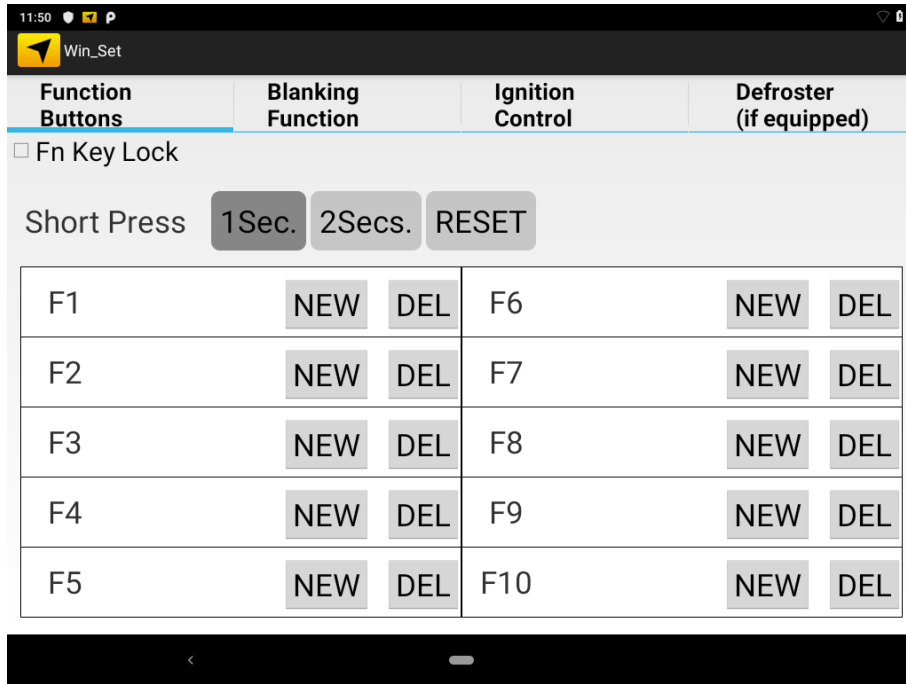 11:50
Win_Set
Function
Buttons
Blanking
Function
Ignition
Control
Defroster
(if equipped)
Fn Key Lock
Short Press 1Sec. 2Secs. RESET
F1 NEW DEL F6 NEW DEL
F2 NEW DEL F7 NEW DEL
F3 NEW DEL F8 NEW DEL
F4 NEW DEL F9 NEW DEL
F5 NEW DEL F10 NEW DEL